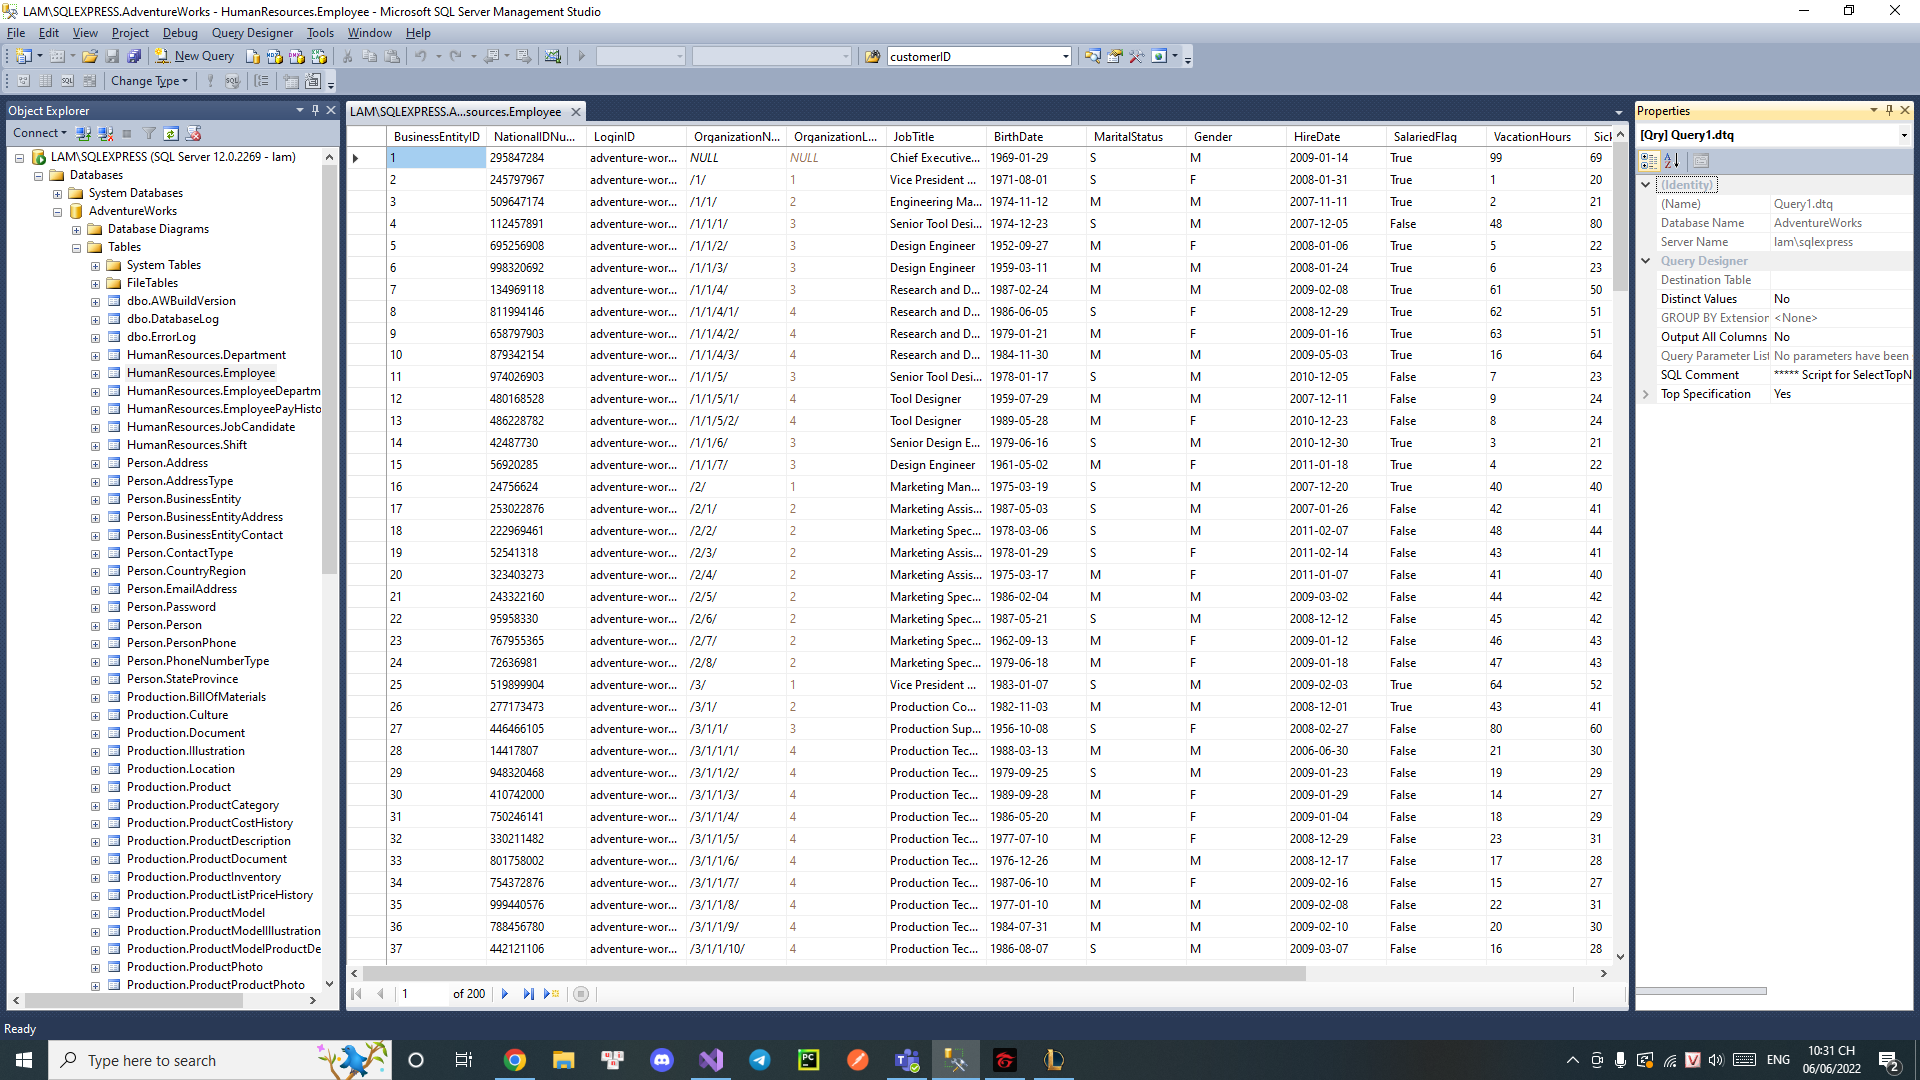 LAM\SQLEXPRESS.AdventureWorks - HumanResources.Employee - Microsoft SQL Server Management Studio
File Edit View Project Debug Query Designer Tools Window Help
New Query customerID
Change Type
Object Explorer
Connect
LAM\SQLEXPRESS (SQL Server 12.0.2269 - lam)
Databases
System Databases
AdventureWorks
Database Diagrams
Tables
System Tables
FileTables
dbo.AWBuildVersion
dbo.DatabaseLog
dbo.ErrorLog
HumanResources.Department
HumanResources.Employee
HumanResources.EmployeeDepartm
HumanResources.EmployeePayHisto
HumanResources.JobCandidate
HumanResources.Shift
Person.Address
Person.AddressType
Person.BusinessEntity
Person.BusinessEntityAddress
Person.BusinessEntityContact
Person.ContactType
Person.CountryRegion
Person.EmailAddress
Person.Password
Person.Person
Person.PersonPhone
Person.PhoneNumberType
Person.StateProvince
Production.BillOfMaterials
Production.Culture
Production.Document
Production.Illustration
Production.Location
Production.Product
Production.ProductCategory
Production.ProductCostHistory
Production.ProductDescription
Production.ProductDocument
Production.ProductInventory
Production.ProductListPriceHistory
Production.ProductModel
Production.ProductModelIllustration
Production.ProductModelProductDe
Production.ProductPhoto
Production.ProductProductPhoto
LAM\SQLEXPRESS.A...sources.Employee
BusinessEntityID NationalIDNu... LoginID OrganizationN... OrganizationL... JobTitle BirthDate MaritalStatus Gender HireDate SalariedFlag VacationHours Sick
1 295847284 adventure-wor... NULL NULL Chief Executive... 1969-01-29 S M 2009-01-14 True 99 69
2 245797967 adventure-wor... /1/ 1 Vice President ... 1971-08-01 S F 2008-01-31 True 1 20
3 509647174 adventure-wor... /1/1/ 2 Engineering Ma... 1974-11-12 M M 2007-11-11 True 2 21
4 112457891 adventure-wor... /1/1/1/ 3 Senior Tool Desi... 1974-12-23 S M 2007-12-05 False 48 80
5 695256908 adventure-wor... /1/1/2/ 3 Design Engineer 1952-09-27 M F 2008-01-06 True 5 22
6 998320692 adventure-wor... /1/1/3/ 3 Design Engineer 1959-03-11 M M 2008-01-24 True 6 23
7 134969118 adventure-wor... /1/1/4/ 3 Research and D... 1987-02-24 M M 2009-02-08 True 61 50
8 811994146 adventure-wor... /1/1/4/1/ 4 Research and D... 1986-06-05 S F 2008-12-29 True 62 51
9 658797903 adventure-wor... /1/1/4/2/ 4 Research and D... 1979-01-21 M F 2009-01-16 True 63 51
10 879342154 adventure-wor... /1/1/4/3/ 4 Research and D... 1984-11-30 M M 2009-05-03 True 16 64
11 974026903 adventure-wor... /1/1/5/ 3 Senior Tool Desi... 1978-01-17 S M 2010-12-05 False 7 23
12 480168528 adventure-wor... /1/1/5/1/ 4 Tool Designer 1959-07-29 M M 2007-12-11 False 9 24
13 486228782 adventure-wor... /1/1/5/2/ 4 Tool Designer 1989-05-28 M F 2010-12-23 False 8 24
14 42487730 adventure-wor... /1/1/6/ 3 Senior Design E... 1979-06-16 S M 2010-12-30 True 3 21
15 56920285 adventure-wor... /1/1/7/ 3 Design Engineer 1961-05-02 M F 2011-01-18 True 4 22
16 24756624 adventure-wor... /2/ 1 Marketing Man... 1975-03-19 S M 2007-12-20 True 40 40
17 253022876 adventure-wor... /2/1/ 2 Marketing Assis... 1987-05-03 S M 2007-01-26 False 42 41
18 222969461 adventure-wor... /2/2/ 2 Marketing Spec... 1978-03-06 S M 2011-02-07 False 48 44
19 52541318 adventure-wor... /2/3/ 2 Marketing Assis... 1978-01-29 S F 2011-02-14 False 43 41
20 323403273 adventure-wor... /2/4/ 2 Marketing Assis... 1975-03-17 M F 2011-01-07 False 41 40
21 243322160 adventure-wor... /2/5/ 2 Marketing Spec... 1986-02-04 M M 2009-03-02 False 44 42
22 95958330 adventure-wor... /2/6/ 2 Marketing Spec... 1987-05-21 S M 2008-12-12 False 45 42
23 767955365 adventure-wor... /2/7/ 2 Marketing Spec... 1962-09-13 M F 2009-01-12 False 46 43
24 72636981 adventure-wor... /2/8/ 2 Marketing Spec... 1979-06-18 M F 2009-01-18 False 47 43
25 519899904 adventure-wor... /3/ 1 Vice President ... 1983-01-07 S M 2009-02-03 True 64 52
26 277173473 adventure-wor... /3/1/ 2 Production Co... 1982-11-03 M M 2008-12-01 True 43 41
27 446466105 adventure-wor... /3/1/1/ 3 Production Sup... 1956-10-08 S F 2008-02-27 False 80 60
28 14417807 adventure-wor... /3/1/1/1/ 4 Production Tec... 1988-03-13 M M 2006-06-30 False 21 30
29 948320468 adventure-wor... /3/1/1/2/ 4 Production Tec... 1979-09-25 S M 2009-01-23 False 19 29
30 410742000 adventure-wor... /3/1/1/3/ 4 Production Tec... 1989-09-28 M F 2009-01-29 False 14 27
31 750246141 adventure-wor... /3/1/1/4/ 4 Production Tec... 1986-05-20 M F 2009-01-04 False 18 29
32 330211482 adventure-wor... /3/1/1/5/ 4 Production Tec... 1977-07-10 M F 2008-12-29 False 23 31
33 801758002 adventure-wor... /3/1/1/6/ 4 Production Tec... 1976-12-26 M M 2008-12-17 False 17 28
34 754372876 adventure-wor... /3/1/1/7/ 4 Production Tec... 1987-06-10 M F 2009-02-16 False 15 27
35 999440576 adventure-wor... /3/1/1/8/ 4 Production Tec... 1977-01-10 M M 2009-02-08 False 22 31
36 788456780 adventure-wor... /3/1/1/9/ 4 Production Tec... 1984-07-31 M M 2009-02-10 False 20 30
37 442121106 adventure-wor... /3/1/1/10/ 4 Production Tec... 1986-08-07 S M 2009-03-07 False 16 28
1 of 200
Properties
[Qry] Query1.dtq
(Identity)
(Name) Query1.dtq
Database Name AdventureWorks
Server Name lam\sqlexpress
Query Designer
Destination Table
Distinct Values No
GROUP BY Extension <None>
Output All Columns No
Query Parameter List No parameters have been
SQL Comment ***** Script for SelectTopN
Top Specification Yes
Ready
Type here to search
ENG
10:31 CH
06/06/2022
2